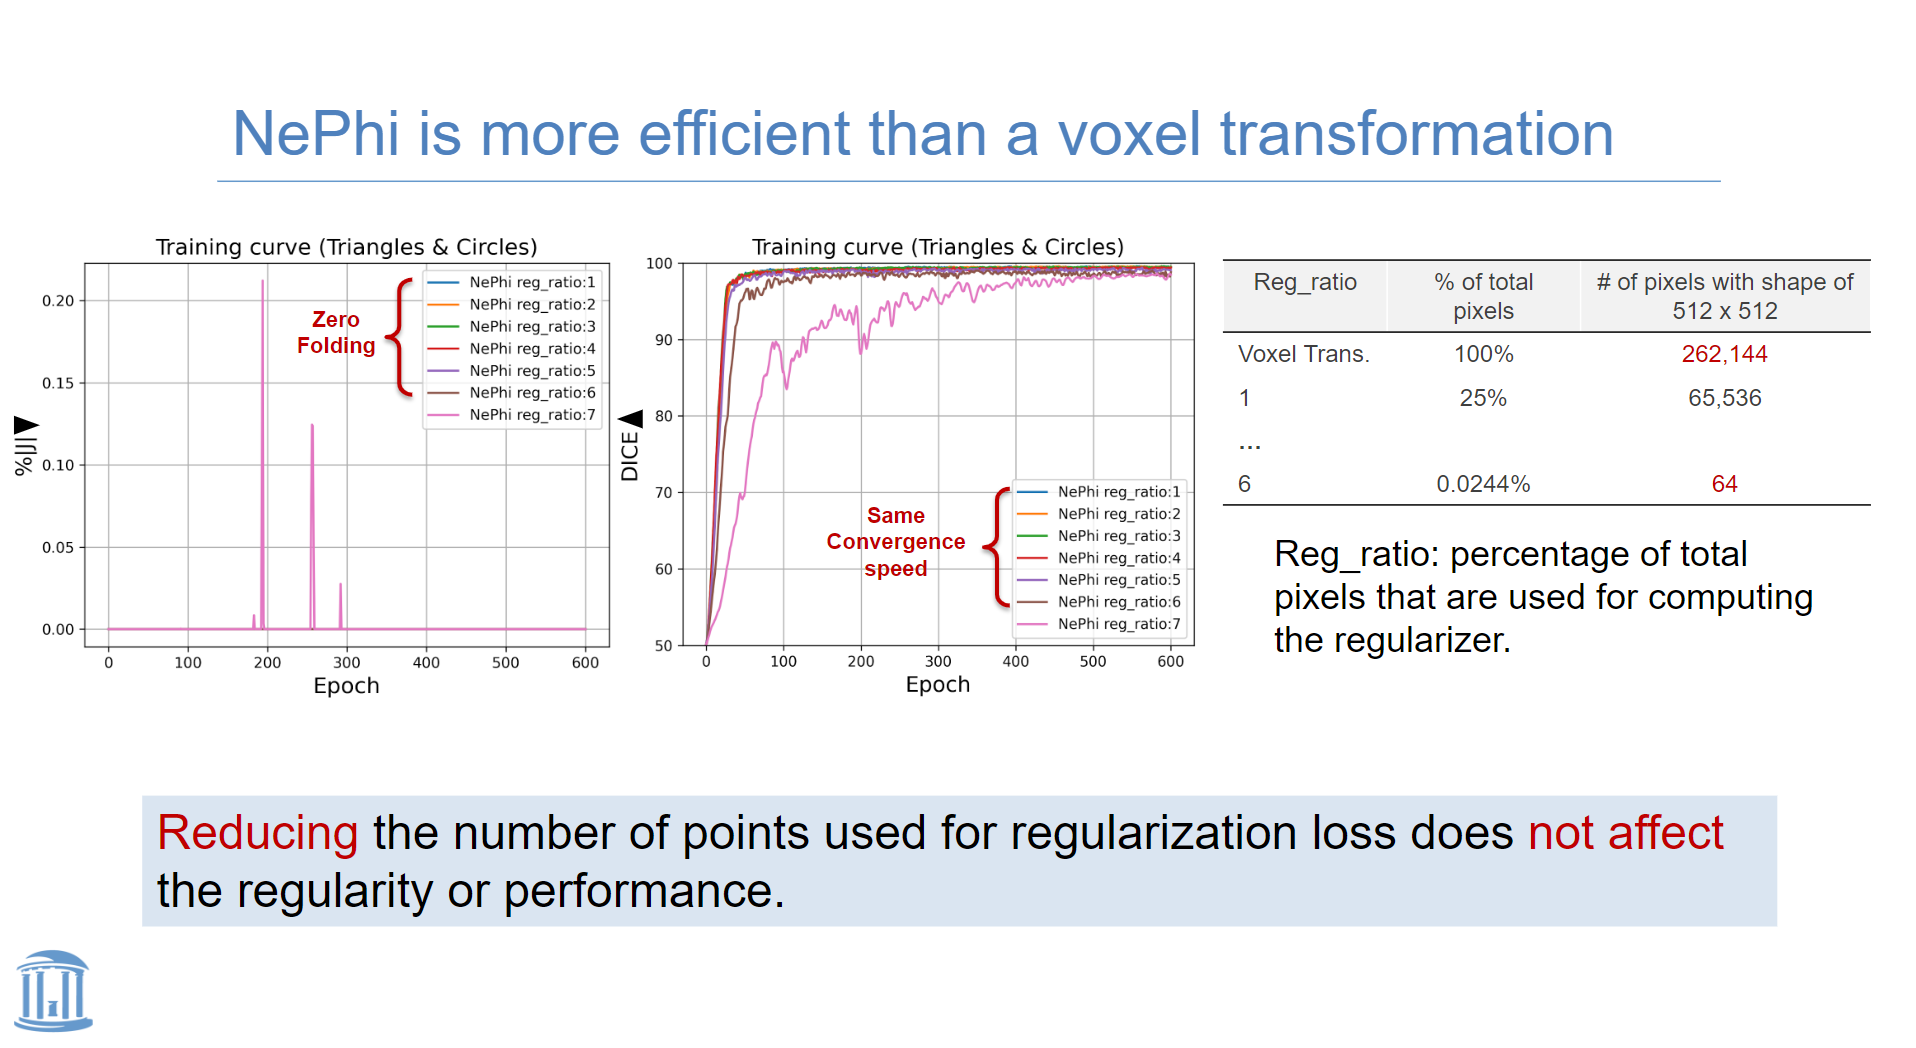 NePhi is more efficient than a voxel transformation
Training curve (Triangles & Circles)
0.20
0.15
0.10
0.05
0.00
%|J|
0 100 200 300 400 500 600
Epoch
Zero
Folding
NePhi reg_ratio:1
NePhi reg_ratio:2
NePhi reg_ratio:3
NePhi reg_ratio:4
NePhi reg_ratio:5
NePhi reg_ratio:6
NePhi reg_ratio:7
Training curve (Triangles & Circles)
100
90
80
70
60
50
DICE
0 100 200 300 400 500 600
Epoch
Same
Convergence
speed
NePhi reg_ratio:1
NePhi reg_ratio:2
NePhi reg_ratio:3
NePhi reg_ratio:4
NePhi reg_ratio:5
NePhi reg_ratio:6
NePhi reg_ratio:7
Reg_ratio % of total # of pixels with shape of
pixels 512 x 512
Voxel Trans. 100% 262,144
1 25% 65,536
...
6 0.0244% 64
Reg_ratio: percentage of total
pixels that are used for computing
the regularizer.
Reducing the number of points used for regularization loss does not affect
the regularity or performance.